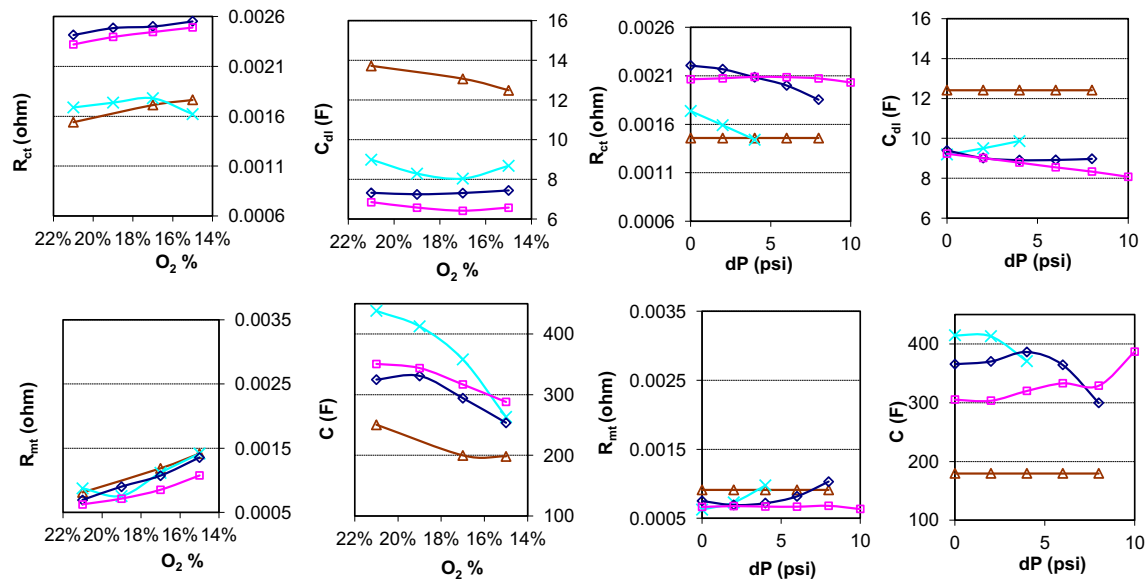 R_ct (ohm)
0.0026
0.0021
0.0016
0.0011
0.0006
22% 20% 18% 16% 14%
O₂ %
C_dl (F)
16
14
12
10
8
6
22% 20% 18% 16% 14%
O₂ %
R_ct (ohm)
0.0026
0.0021
0.0016
0.0011
0.0006
0 5 10
dP (psi)
C_dl (F)
16
14
12
10
8
6
0 5 10
dP (psi)
R_mt (ohm)
0.0035
0.0025
0.0015
0.0005
22% 20% 18% 16% 14%
O₂ %
C (F)
400
300
200
100
22% 20% 18% 16% 14%
O₂ %
R_mt (ohm)
0.0035
0.0025
0.0015
0.0005
0 5 10
dP (psi)
C (F)
400
300
200
100
0 5 10
dP (psi)